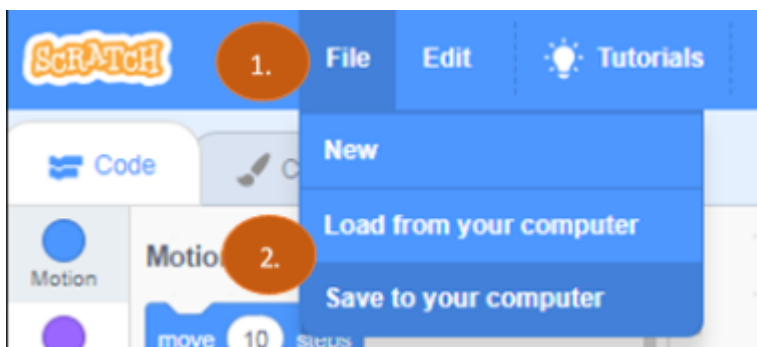 SCRATCH 1. File Edit Tutorials
Code C
New
Load from your computer
Motion 2.
Motion
Save to your computer
move 10 steps